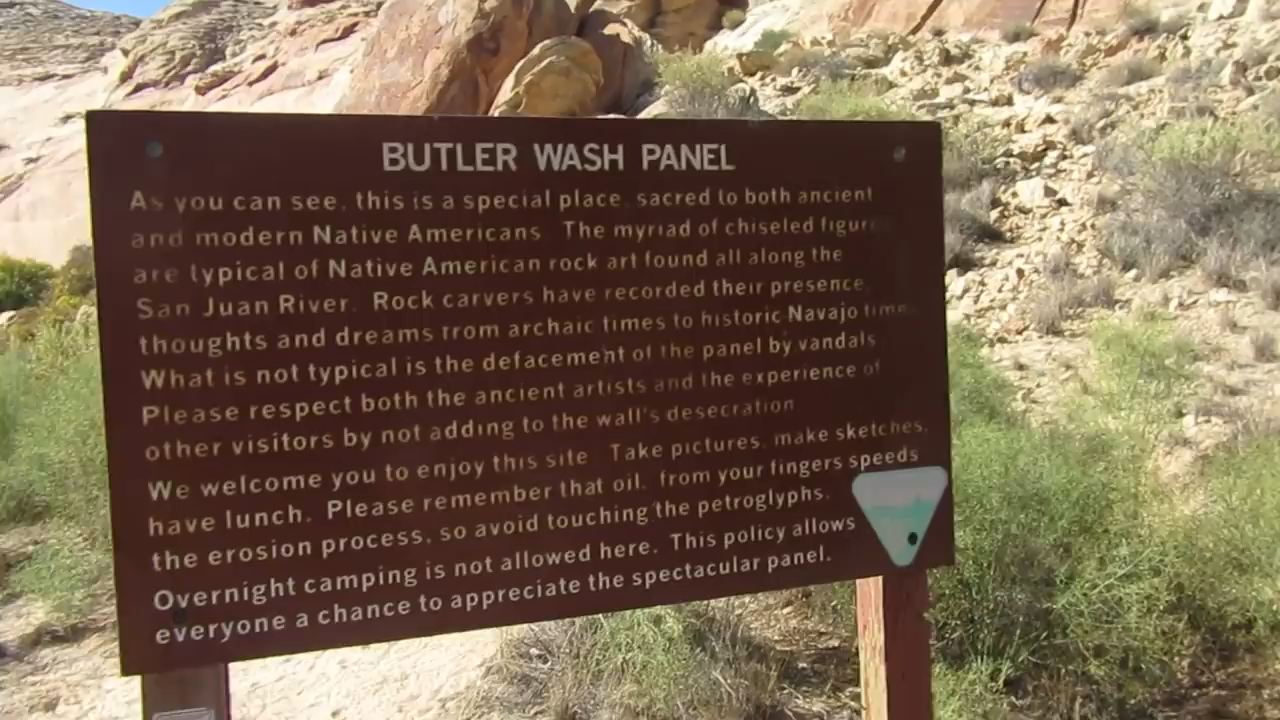 BUTLER WASH PANEL
As you can see, this is a special place, sacred to both ancient
and modern Native Americans The myriad of chiseled figures
are typical of Native American rock art found all along the
San Juan River. Rock carvers have recorded their presence,
thoughts and dreams from archaic times to historic Navajo times
What is not typical is the defacement of the panel by vandals
Please respect both the ancient artists and the experience of
other visitors by not adding to the wall's desecration
We welcome you to enjoy this site Take pictures, make sketches,
have lunch. Please remember that oil, from your fingers speeds
the erosion process, so avoid touching the petroglyphs.
Overnight camping is not allowed here. This policy allows
everyone a chance to appreciate the spectacular panel.